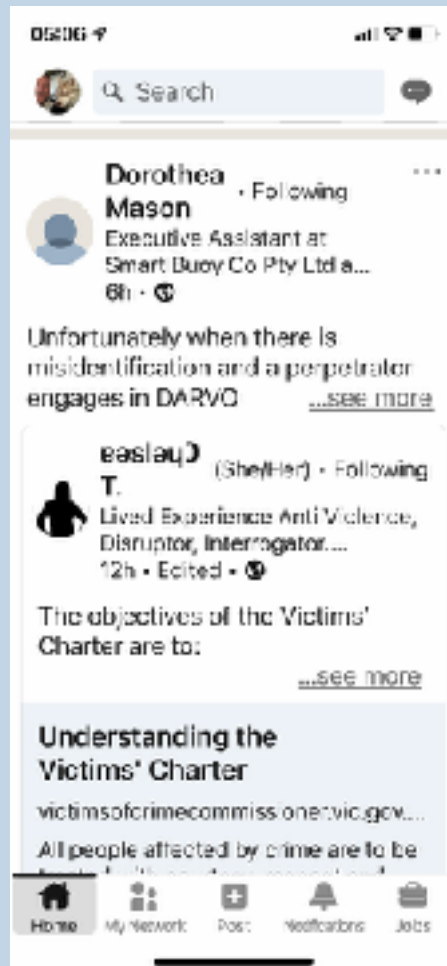 05:06
Search
Dorothea
Mason • Following
Executive Assistant at
Smart Buoy Co Pty Ltd a...
6h •
Unfortunately when there is
misidentification and a perpetrator
engages in DARVO ...see more
ɐǝslǝɥƆ (She/Her) • Following
T.
Lived Experience Anti Violence,
Disruptor, Interrogator....
12h • Edited •
The objectives of the Victims'
Charter are to:
...see more
Understanding the
Victims' Charter
victimsofcrimecommissioner.vic.gov....
All people affected by crime are to be
Home My Network Post Notifications Jobs